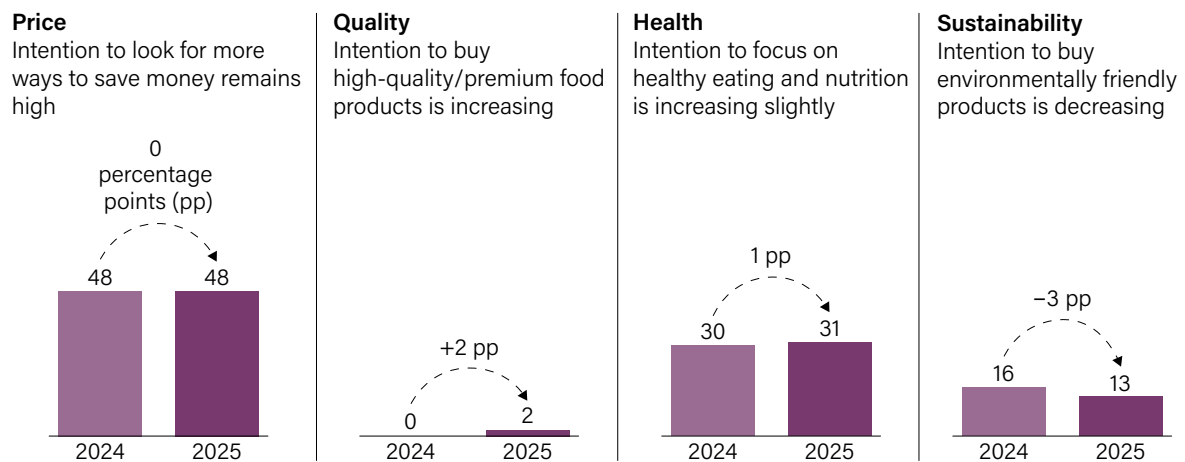 Price
Intention to look for more
ways to save money remains
high
0
percentage
points (pp)
48
48
2024
2025
Quality
Intention to buy
high-quality/premium food
products is increasing
+2 pp
0
2
2024
2025
Health
Intention to focus on
healthy eating and nutrition
is increasing slightly
1 pp
30
31
2024
2025
Sustainability
Intention to buy
environmentally friendly
products is decreasing
−3 pp
16
13
2024
2025